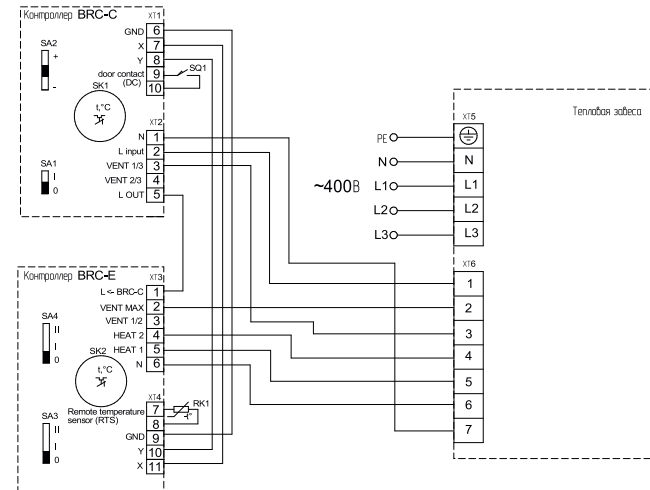 Контроллер BRC-C
XT1
SA2
+
-
SK1
t,°C
GND 6
X 7
Y 8
door contact (DC) 9
10
SQ1
XT2
N 1
L input 2
VENT 1/3 3
VENT 2/3 4
L OUT 5
SA1
I
0
Контроллер BRC-E
XT3
L <- BRC-C 1
VENT MAX 2
VENT 1/2 3
HEAT 2 4
HEAT 1 5
N 6
SA4
II
I
0
SK2
t,°C
XT4
RK1
-t°
Remote temperature sensor (RTS)
7
8
GND 9
Y 10
X 11
SA3
II
I
0
Тепловая завеса
~400В
XT5
PE
N N
L1 L1
L2 L2
L3 L3
XT6
1
2
3
4
5
6
7